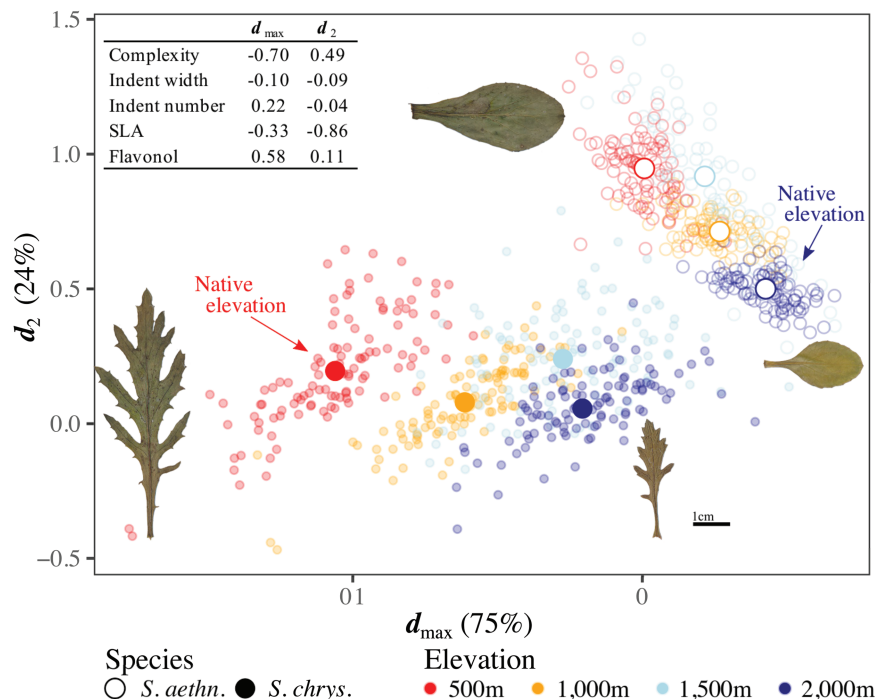 1.5
1.0
0.5
0.0
–0.5
d₂ (24%)
d max d 2
Complexity -0.70 0.49
Indent width -0.10 -0.09
Indent number 0.22 -0.04
SLA -0.33 -0.86
Flavonol 0.58 0.11
Native
elevation
Native
elevation
1cm
01 0
dmax (75%)
Species Elevation
S. aethn. S. chrys. 500m 1,000m 1,500m 2,000m